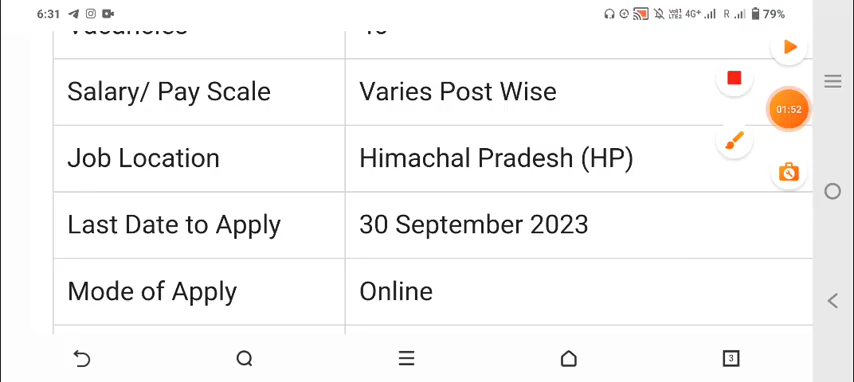 6:31
4G+
R
79%
Salary/ Pay Scale
Varies Post Wise
01:52
Job Location
Himachal Pradesh (HP)
Last Date to Apply
30 September 2023
Mode of Apply
Online
3